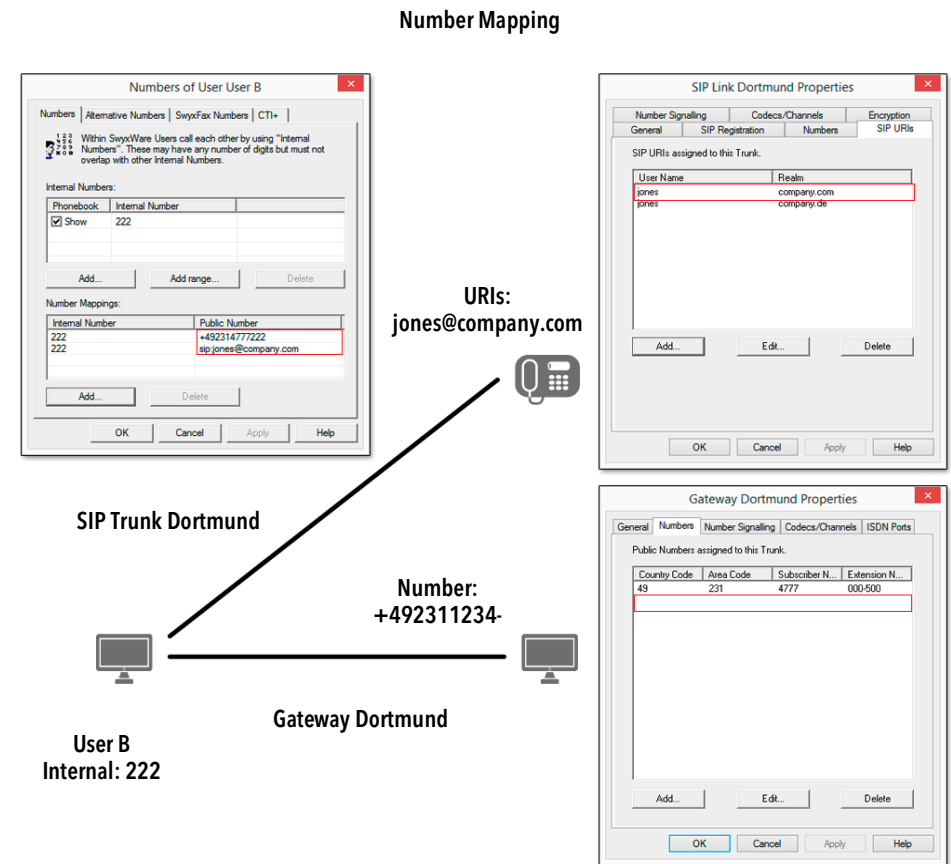 Number Mapping
Numbers of User User B
Numbers Alternative Numbers SwyxFax Numbers CTI+
Within SwyxWare Users call each other by using "Internal
Numbers". These may have any number of digits but must not
overlap with other Internal Numbers.
Internal Numbers:
Phonebook Internal Number
Show 222
Add... Add range... Delete
Number Mappings:
Internal Number Public Number
222 +492314777222
222 sip:jones@company.com
Add... Delete
OK Cancel Apply Help
SIP Link Dortmund Properties
Number Signalling Codecs/Channels Encryption
General SIP Registration Numbers SIP URIs
SIP URIs assigned to this Trunk.
User Name Realm
jones company.com
jones company.de
Add... Edit... Delete
OK Cancel Apply Help
URIs:
jones@company.com
SIP Trunk Dortmund
Number:
+492311234-
Gateway Dortmund
User B
Internal: 222
Gateway Dortmund Properties
General Numbers Number Signalling Codecs/Channels ISDN Ports
Public Numbers assigned to this Trunk.
Country Code Area Code Subscriber N... Extension N...
49 231 4777 000-500
Add... Edit... Delete
OK Cancel Apply Help